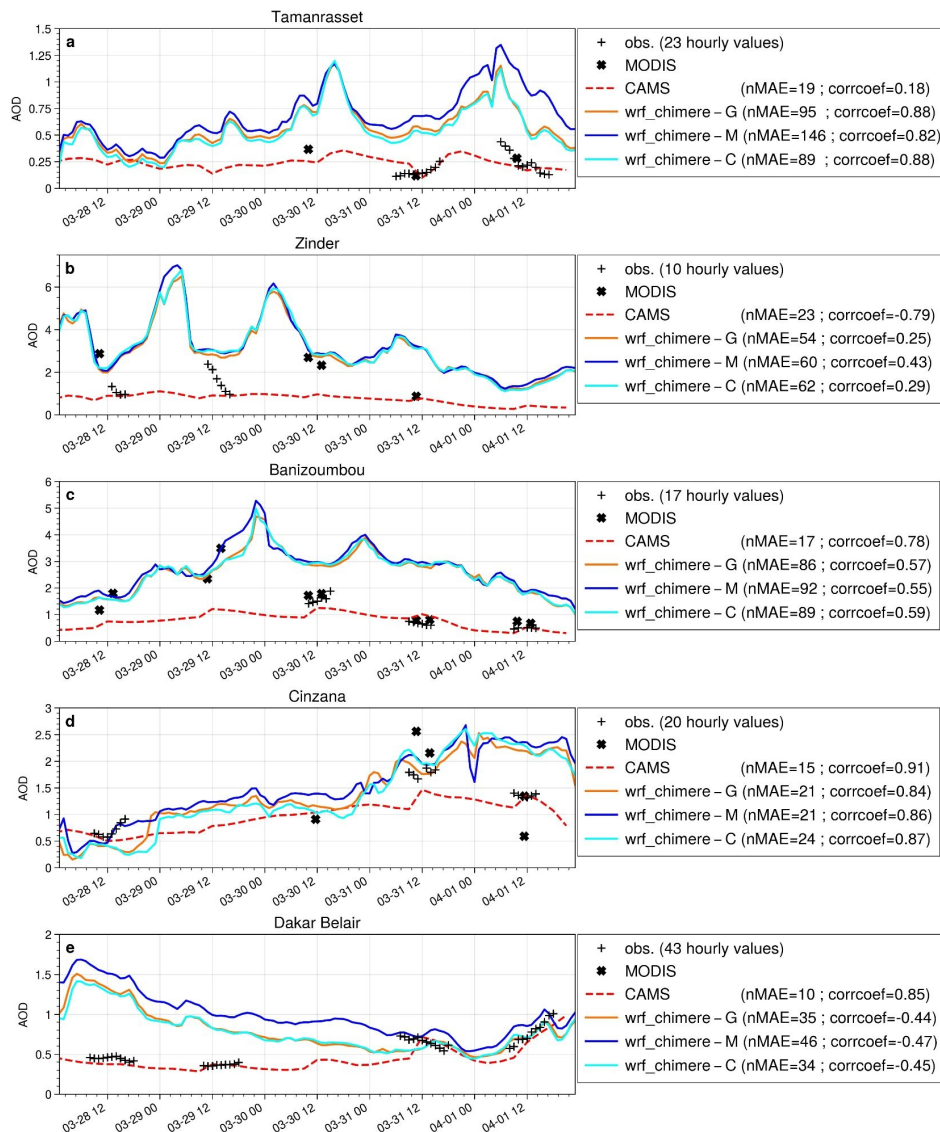 Tamanrasset
a
AOD
1.5
1.25
1
0.75
0.5
0.25
0
03-28 12
03-29 00
03-29 12
03-30 00
03-30 12
03-31 00
03-31 12
04-01 00
04-01 12
obs. (23 hourly values)
MODIS
CAMS (nMAE=19 ; corrcoef=0.18)
wrf_chimere - G (nMAE=95 ; corrcoef=0.88)
wrf_chimere - M (nMAE=146 ; corrcoef=0.82)
wrf_chimere - C (nMAE=89 ; corrcoef=0.88)
Zinder
b
AOD
6
4
2
0
03-28 12
03-29 00
03-29 12
03-30 00
03-30 12
03-31 00
03-31 12
04-01 00
04-01 12
obs. (10 hourly values)
MODIS
CAMS (nMAE=23 ; corrcoef=-0.79)
wrf_chimere - G (nMAE=54 ; corrcoef=0.25)
wrf_chimere - M (nMAE=60 ; corrcoef=0.43)
wrf_chimere - C (nMAE=62 ; corrcoef=0.29)
Banizoumbou
c
AOD
6
5
4
3
2
1
0
03-28 12
03-29 00
03-29 12
03-30 00
03-30 12
03-31 00
03-31 12
04-01 00
04-01 12
obs. (17 hourly values)
MODIS
CAMS (nMAE=17 ; corrcoef=0.78)
wrf_chimere - G (nMAE=86 ; corrcoef=0.57)
wrf_chimere - M (nMAE=92 ; corrcoef=0.55)
wrf_chimere - C (nMAE=89 ; corrcoef=0.59)
Cinzana
d
AOD
3
2.5
2
1.5
1
0.5
0
03-28 12
03-29 00
03-29 12
03-30 00
03-30 12
03-31 00
03-31 12
04-01 00
04-01 12
obs. (20 hourly values)
MODIS
CAMS (nMAE=15 ; corrcoef=0.91)
wrf_chimere - G (nMAE=21 ; corrcoef=0.84)
wrf_chimere - M (nMAE=21 ; corrcoef=0.86)
wrf_chimere - C (nMAE=24 ; corrcoef=0.87)
Dakar Belair
e
AOD
2
1.5
1
0.5
0
03-28 12
03-29 00
03-29 12
03-30 00
03-30 12
03-31 00
03-31 12
04-01 00
04-01 12
obs. (43 hourly values)
MODIS
CAMS (nMAE=10 ; corrcoef=0.85)
wrf_chimere - G (nMAE=35 ; corrcoef=-0.44)
wrf_chimere - M (nMAE=46 ; corrcoef=-0.47)
wrf_chimere - C (nMAE=34 ; corrcoef=-0.45)